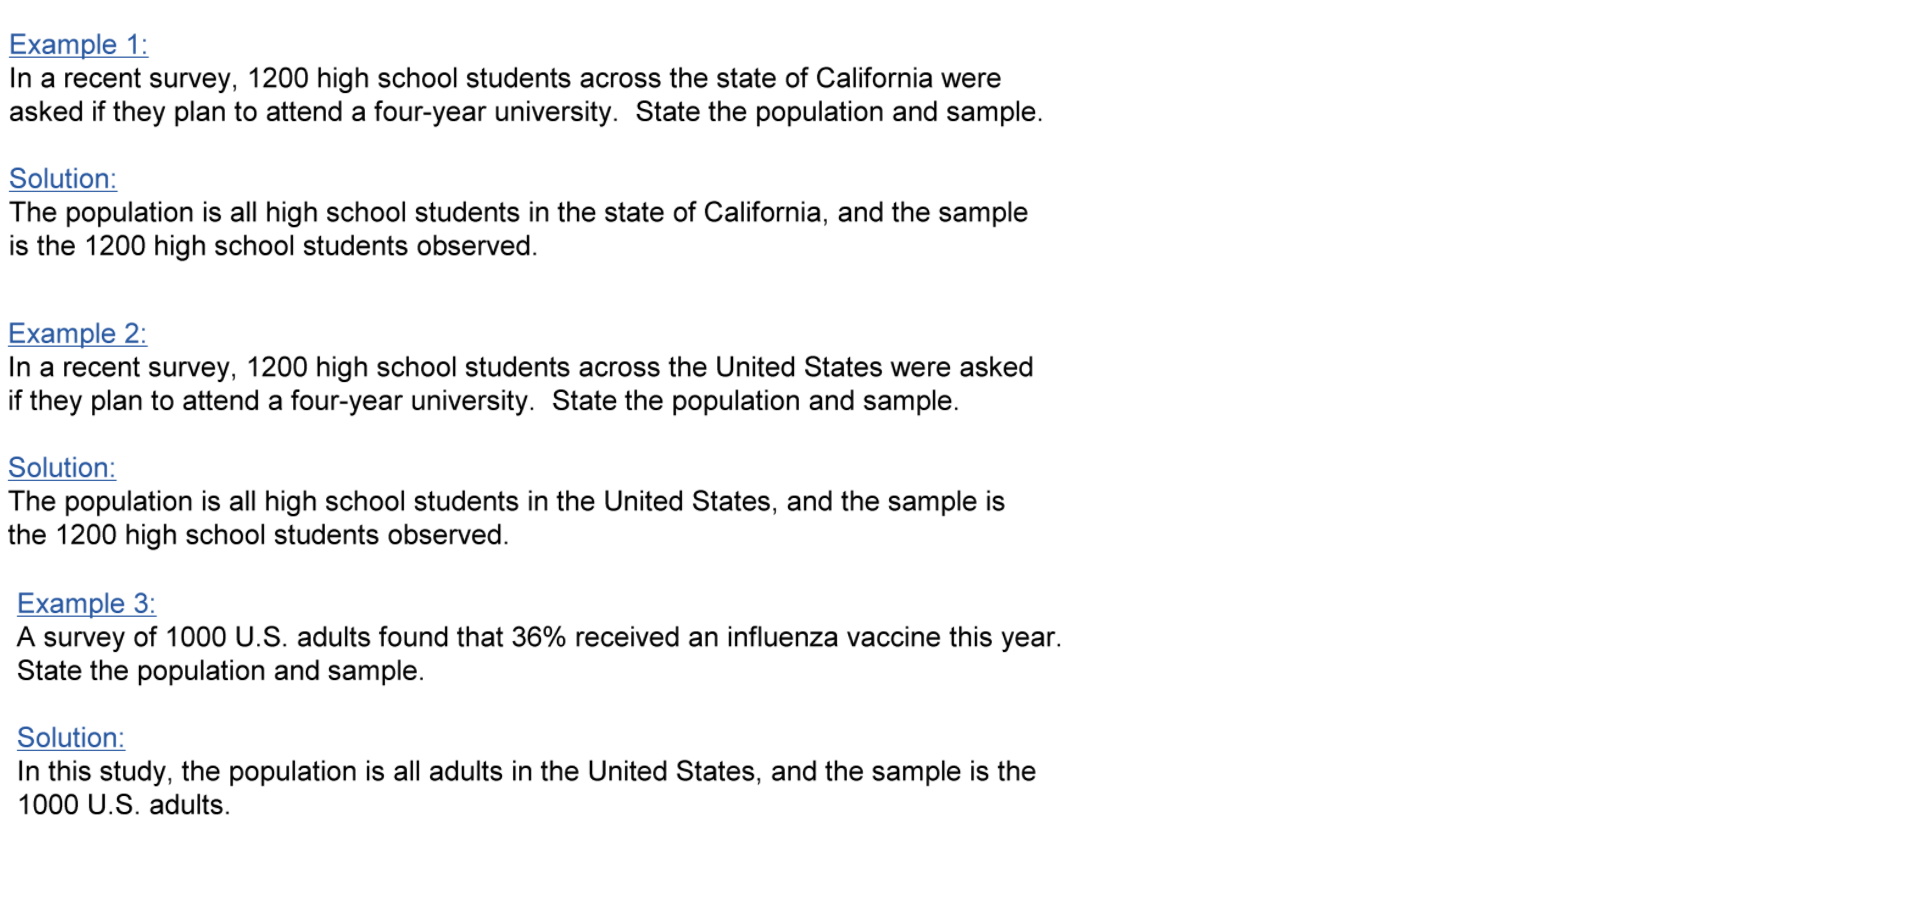 Example 1:
In a recent survey, 1200 high school students across the state of California were
asked if they plan to attend a four-year university.  State the population and sample.
Solution:
The population is all high school students in the state of California, and the sample
is the 1200 high school students observed.
Example 2:
In a recent survey, 1200 high school students across the United States were asked
if they plan to attend a four-year university.  State the population and sample.
Solution:
The population is all high school students in the United States, and the sample is
the 1200 high school students observed.
Example 3:
A survey of 1000 U.S. adults found that 36% received an influenza vaccine this year.
State the population and sample.
Solution:
In this study, the population is all adults in the United States, and the sample is the
1000 U.S. adults.